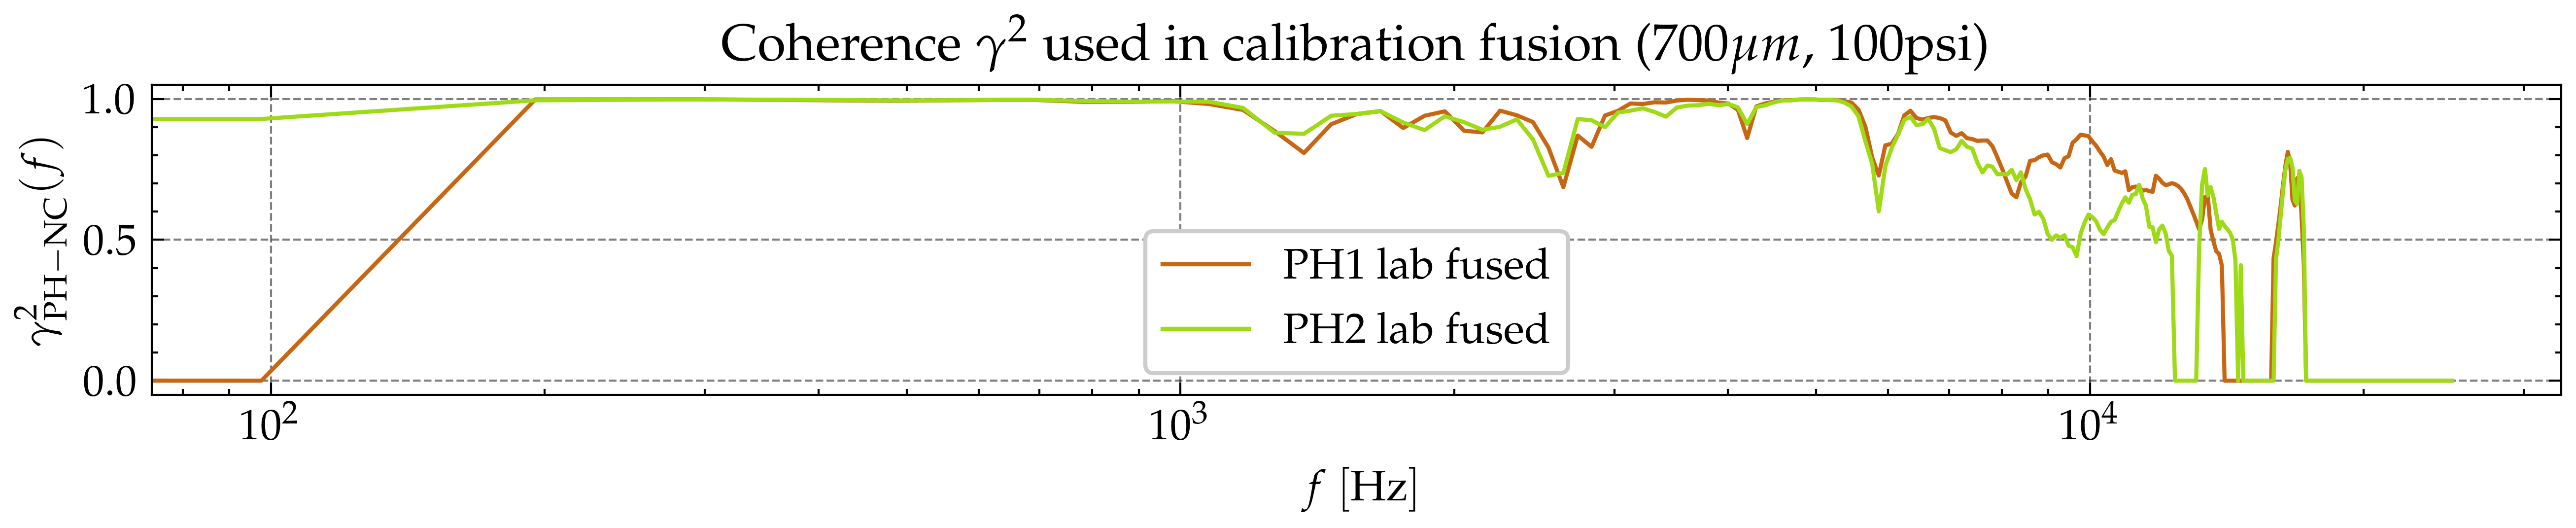 Coherence γ² used in calibration fusion (700μm, 100psi)
γ²PH−NC(f)
1.0
0.5
0.0
PH1 lab fused
PH2 lab fused
10² 10³ 10⁴
f [Hz]